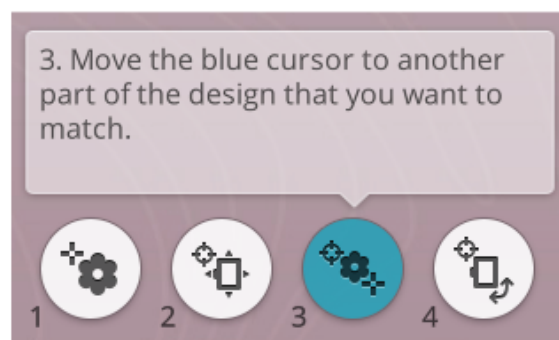 3. Move the blue cursor to another
part of the design that you want to
match.
1
2
3
4